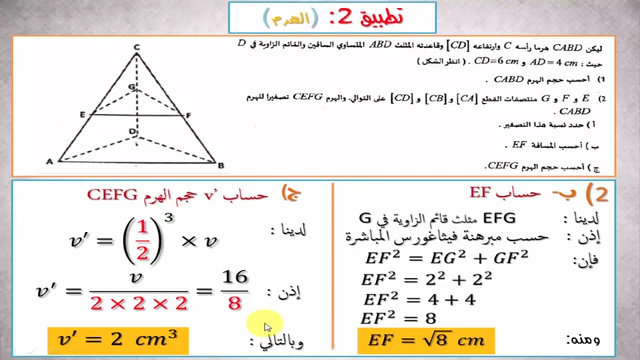 تطبيق 2: (الهرم)
ليكن CABD هرما رأسه C وارتفاعه [CD] وقاعدته المثلث ABD المتساوي الساقين والقائم الزاوية في D
حيث: AD = 4 cm و CD=6 cm . (انظر الشكل)
1) أحسب حجم الهرم CABD .
2) E و F و G منتصفات القطع [CA] و [CB] و [CD] على التوالي، والهرم CEFG تصغيرا للهرم
CABD.
أ) حدد نسبة هذا التصغير.
ب) أحسب المسافة EF.
ج) أحسب حجم الهرم CEFG.
C
G
E
F
D
A
B
2) ب- حساب EF
لدينا : EFG مثلث قائم الزاوية في G
إذن : حسب مبرهنة فيثاغورس المباشرة
فإن: EF² = EG² + GF²
EF² = 2² + 2²
EF² = 4 + 4
EF² = 8
ومنه: EF = √8 cm
ج) حساب v' حجم الهرم CEFG
لدينا : v' = (1/2)³ × v
إذن : v' = v / (2 × 2 × 2) = 16/8
وبالتالي : v' = 2 cm³